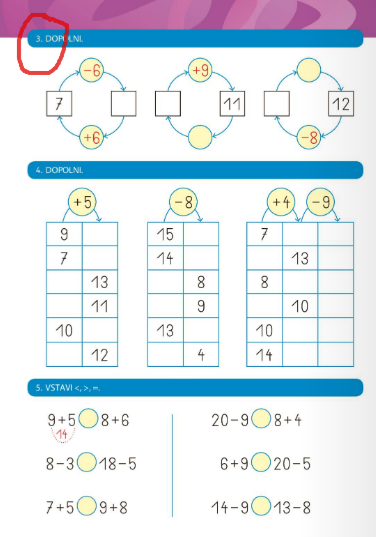 3. DOPOLNI.
-6 +9
7 11 12
+6 -8
4. DOPOLNI.
+5 -8 +4 -9
9 15 7
7 14 13
13 8 8
11 9 10
10 13 10
12 4 14
5. VSTAVI <, >, =.
9+5 8+6 20-9 8+4
14
8-3 18-5 6+9 20-5
7+5 9+8 14-9 13-8